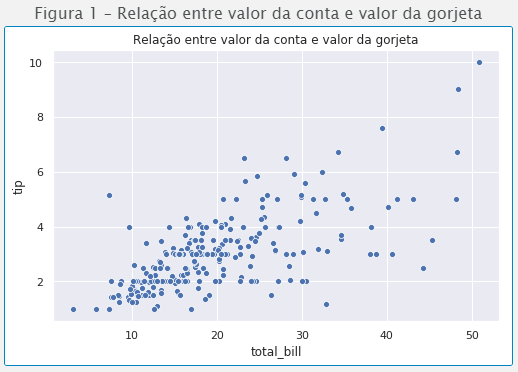 Figura 1 – Relação entre valor da conta e valor da gorjeta
Relação entre valor da conta e valor da gorjeta
10
8
6
tip
4
2
10 20 30 40 50
total_bill